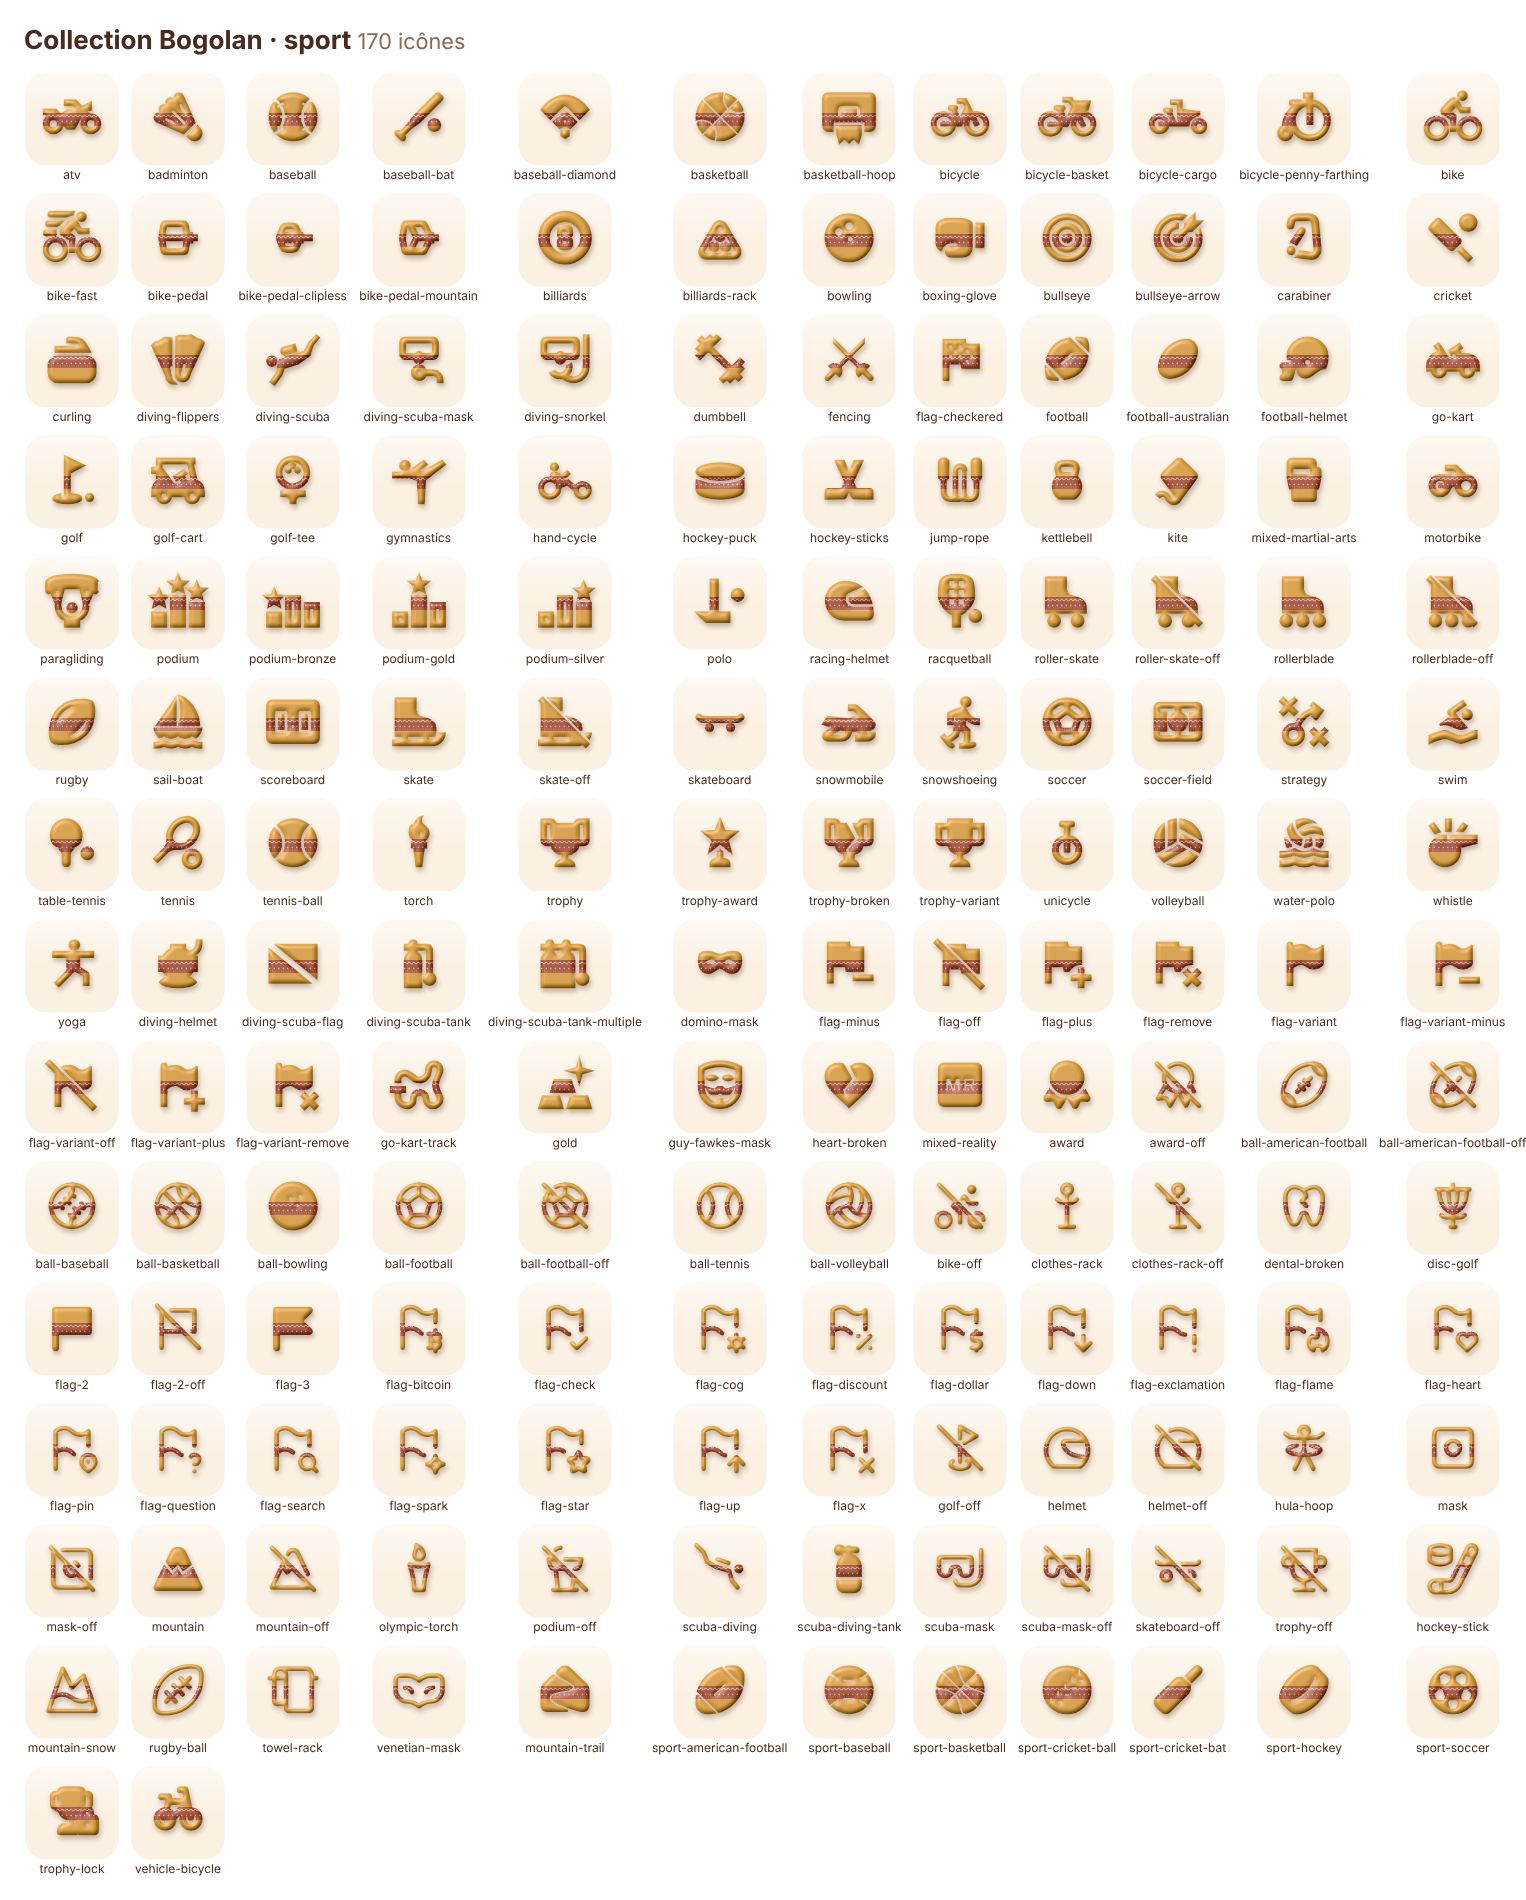 Collection Bogolan · sport 170 icônes
atv badminton baseball baseball-bat baseball-diamond basketball basketball-hoop bicycle bicycle-basket bicycle-cargo bicycle-penny-farthing bike
bike-fast bike-pedal bike-pedal-clipless bike-pedal-mountain billiards billiards-rack bowling boxing-glove bullseye bullseye-arrow carabiner cricket
curling diving-flippers diving-scuba diving-scuba-mask diving-snorkel dumbbell fencing flag-checkered football football-australian football-helmet go-kart
golf golf-cart golf-tee gymnastics hand-cycle hockey-puck hockey-sticks jump-rope kettlebell kite mixed-martial-arts motorbike
paragliding podium podium-bronze podium-gold podium-silver polo racing-helmet racquetball roller-skate roller-skate-off rollerblade rollerblade-off
rugby sail-boat scoreboard skate skate-off skateboard snowmobile snowshoeing soccer soccer-field strategy swim
table-tennis tennis tennis-ball torch trophy trophy-award trophy-broken trophy-variant unicycle volleyball water-polo whistle
yoga diving-helmet diving-scuba-flag diving-scuba-tank diving-scuba-tank-multiple domino-mask flag-minus flag-off flag-plus flag-remove flag-variant flag-variant-minus
MR
flag-variant-off flag-variant-plus flag-variant-remove go-kart-track gold guy-fawkes-mask heart-broken mixed-reality award award-off ball-american-football ball-american-football-off
ball-baseball ball-basketball ball-bowling ball-football ball-football-off ball-tennis ball-volleyball bike-off clothes-rack clothes-rack-off dental-broken disc-golf
flag-2 flag-2-off flag-3 flag-bitcoin flag-check flag-cog flag-discount flag-dollar flag-down flag-exclamation flag-flame flag-heart
flag-pin flag-question flag-search flag-spark flag-star flag-up flag-x golf-off helmet helmet-off hula-hoop mask
mask-off mountain mountain-off olympic-torch podium-off scuba-diving scuba-diving-tank scuba-mask scuba-mask-off skateboard-off trophy-off hockey-stick
mountain-snow rugby-ball towel-rack venetian-mask mountain-trail sport-american-football sport-baseball sport-basketball sport-cricket-ball sport-cricket-bat sport-hockey sport-soccer
trophy-lock vehicle-bicycle